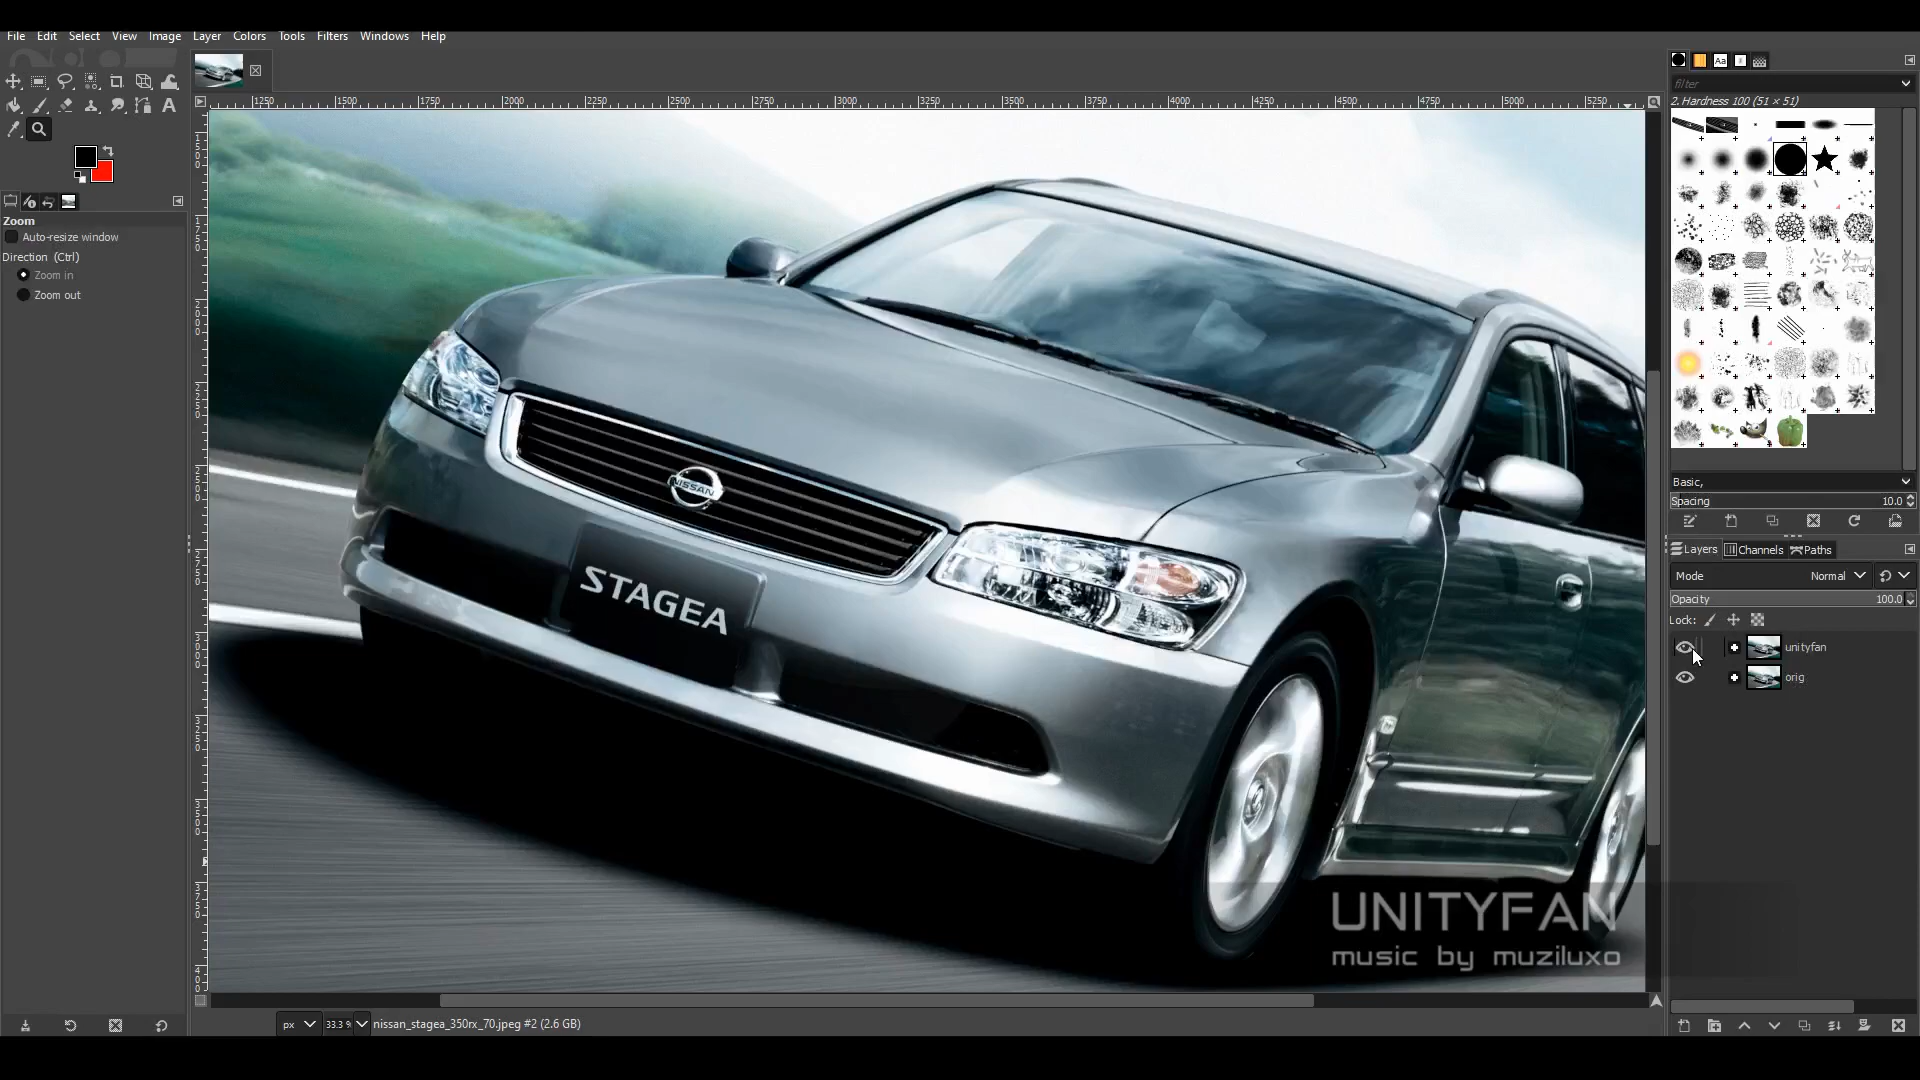 File Edit Select View Image Layer Colors Tools Filters Windows Help
filter
2. Hardness 100 (51 × 51)
1250 1500 1750 2000 2250 2500 2750 3000 3250 3500 3750 4000 4250 4500 4750 5000 5250
Zoom
Auto-resize window
Direction (Ctrl)
Zoom in
Zoom out
NISSAN
STAGEA
Basic,
Spacing 10.0
Layers Channels Paths
Mode Normal
Opacity 100.0
Lock:
unityfan
orig
UNITYFAN
music by muziluxo
px 33.3 % nissan_stagea_350rx_70.jpeg #2 (2.6 GB)